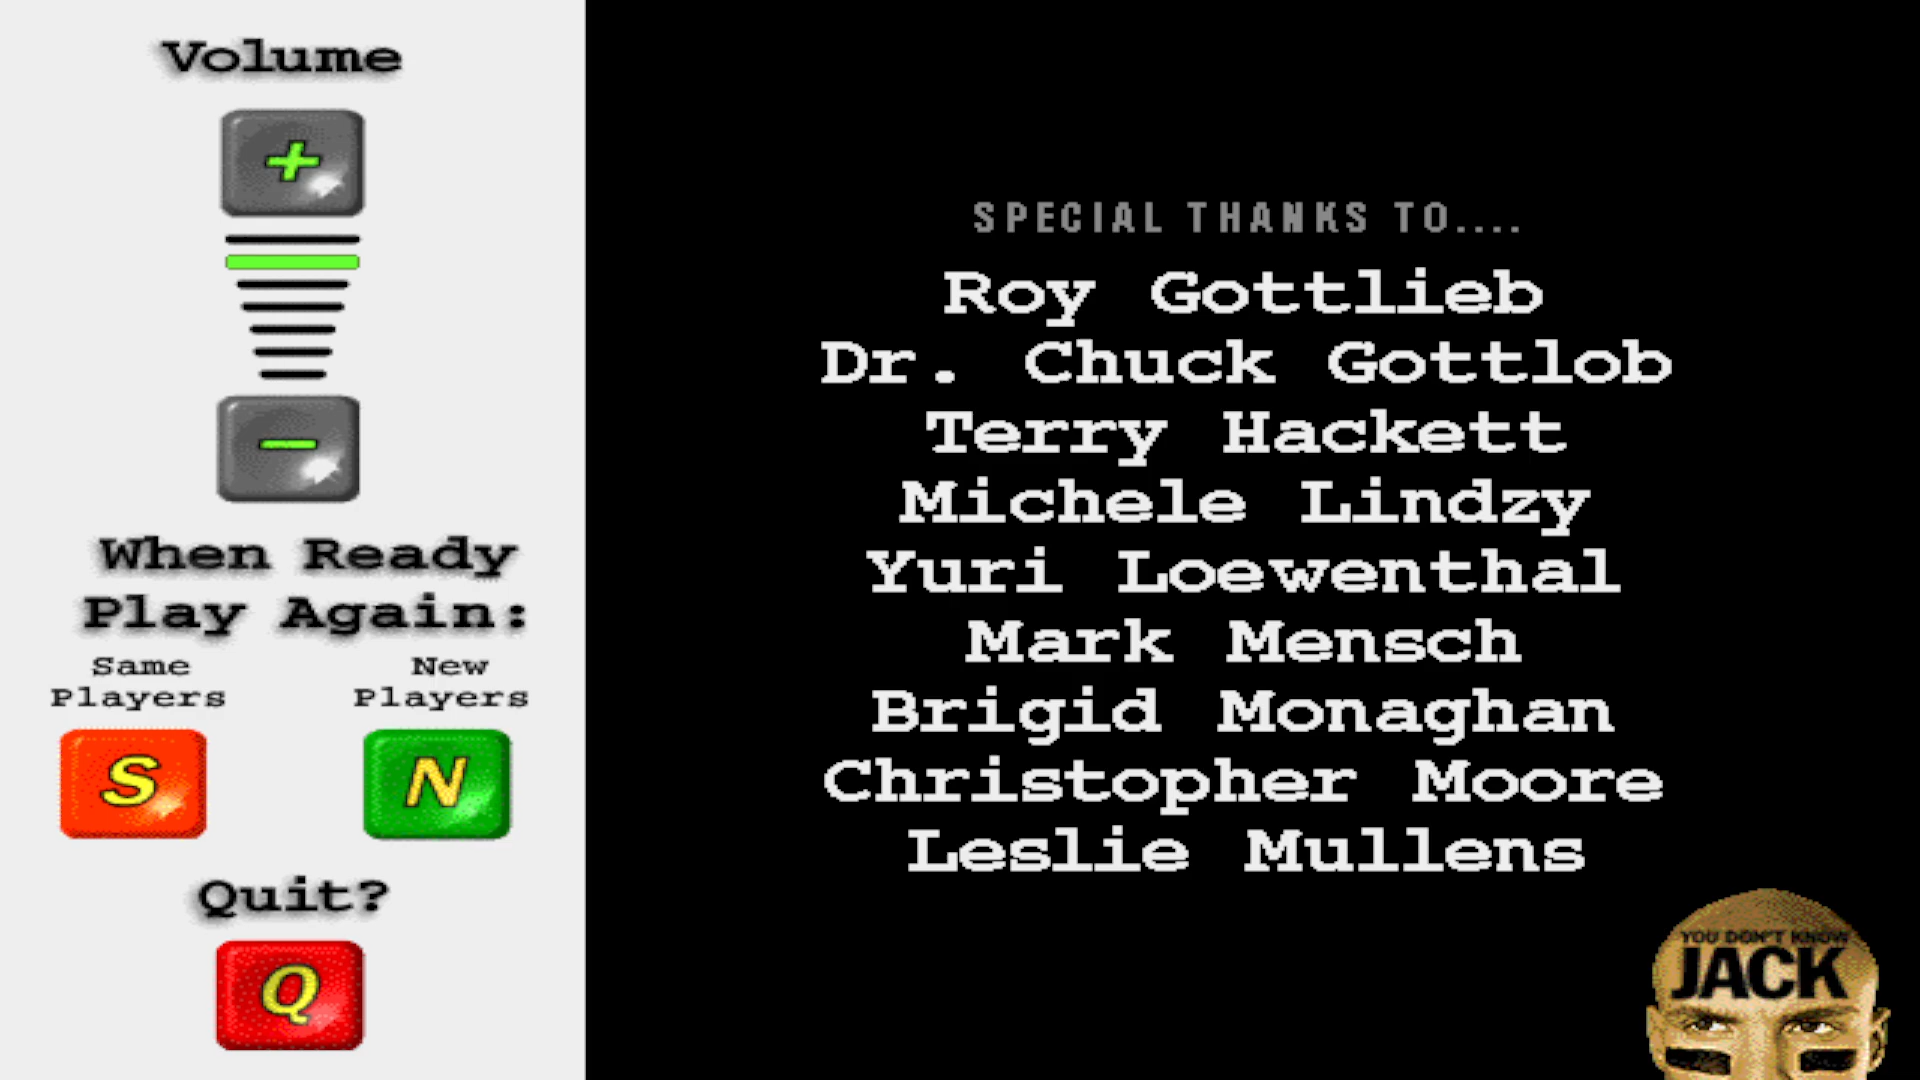 Volume
+
-
When Ready
Play Again:
Same Players
New Players
S
N
Quit?
Q
SPECIAL THANKS TO....
Roy Gottlieb
Dr. Chuck Gottlob
Terry Hackett
Michele Lindzy
Yuri Loewenthal
Mark Mensch
Brigid Monaghan
Christopher Moore
Leslie Mullens
YOU DON'T KNOW
JACK